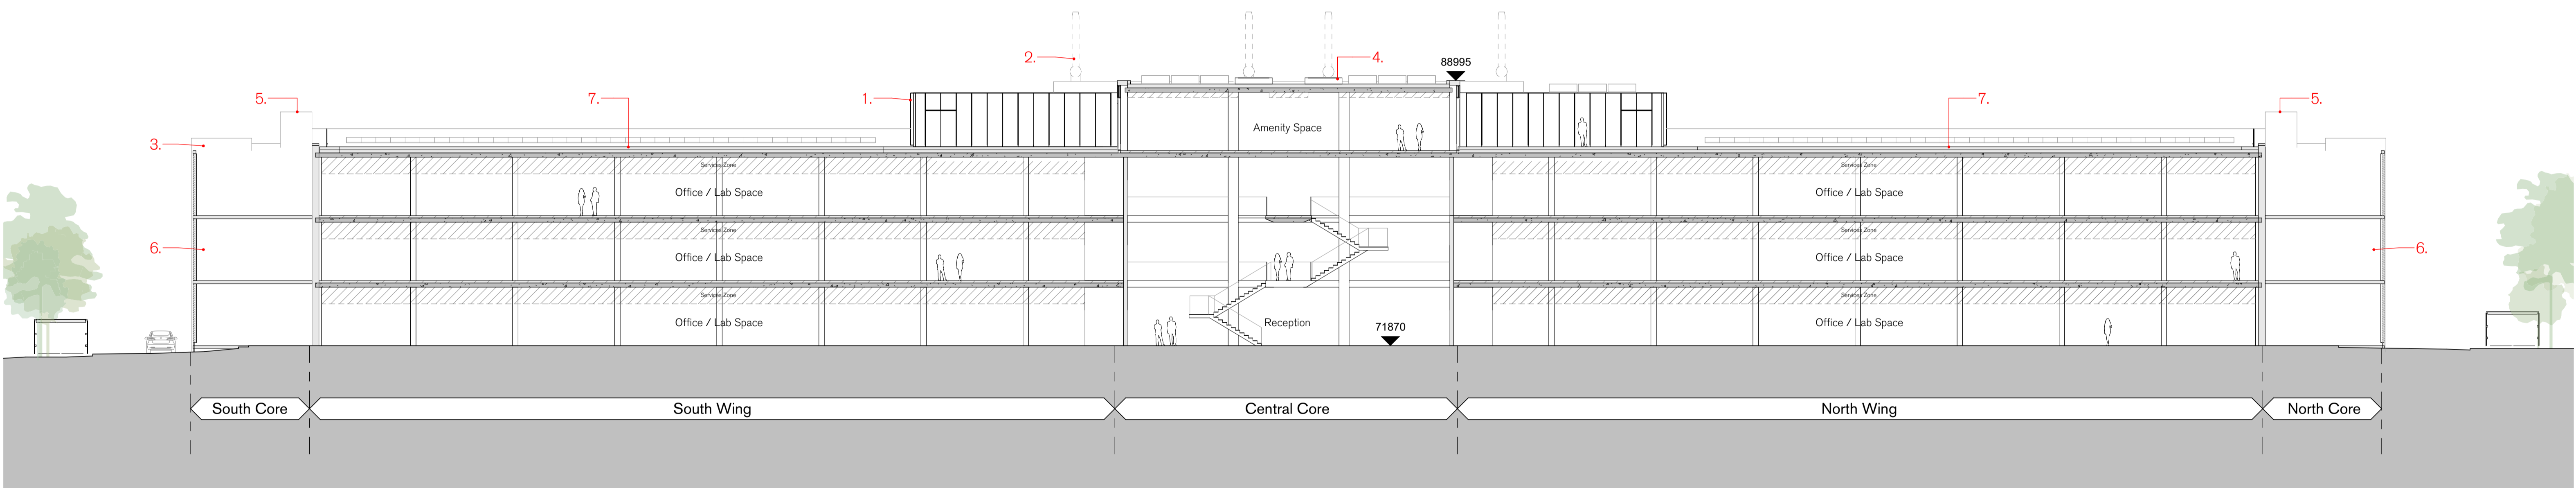 2.
4.
88995
5.
7.
1.
7.
5.
Amenity Space
3.
Services Zone
Services Zone
Office / Lab Space
Office / Lab Space
Services Zone
Services Zone
6.
6.
Office / Lab Space
Office / Lab Space
Services Zone
Services Zone
Office / Lab Space
Reception
71870
Office / Lab Space
South Core
South Wing
Central Core
North Wing
North Core